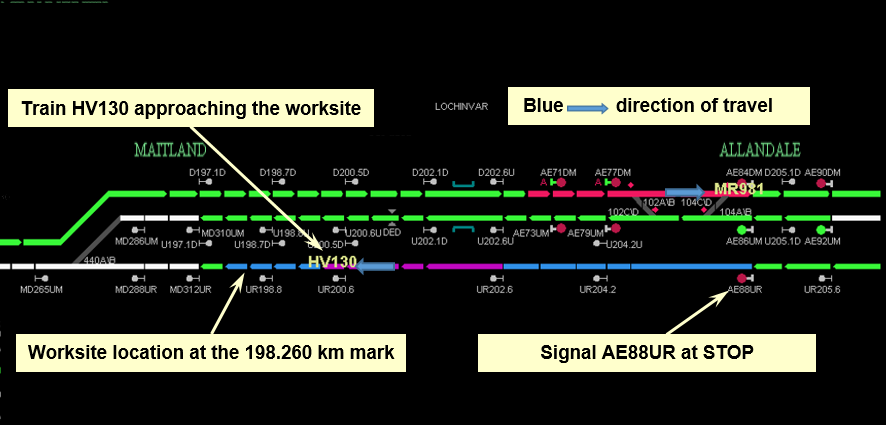 Train HV130 approaching the worksite
LOCHINVAR
Blue direction of travel
MAITLAND
ALLANDALE
D197.1D D198.7D D200.5D D202.1D D202.6U AE71DM AE77DM AE84DM D205.1D AE90DM
A A
MR981
102A\B 104C\D
102C\D 104A\B
MD286UM MD310UM U198.8U U200.6U DED AE73UM AE79UM AE86UM U205.1D AE92UM
U197.1D U198.7D U200.5D U202.1D U202.6U U204.2U
440A\B HV130
MD265UM MD288UR MD312UR UR198.8 UR200.6 UR202.6 UR204.2 AE88UR UR205.6
Worksite location at the 198.260 km mark
Signal AE88UR at STOP